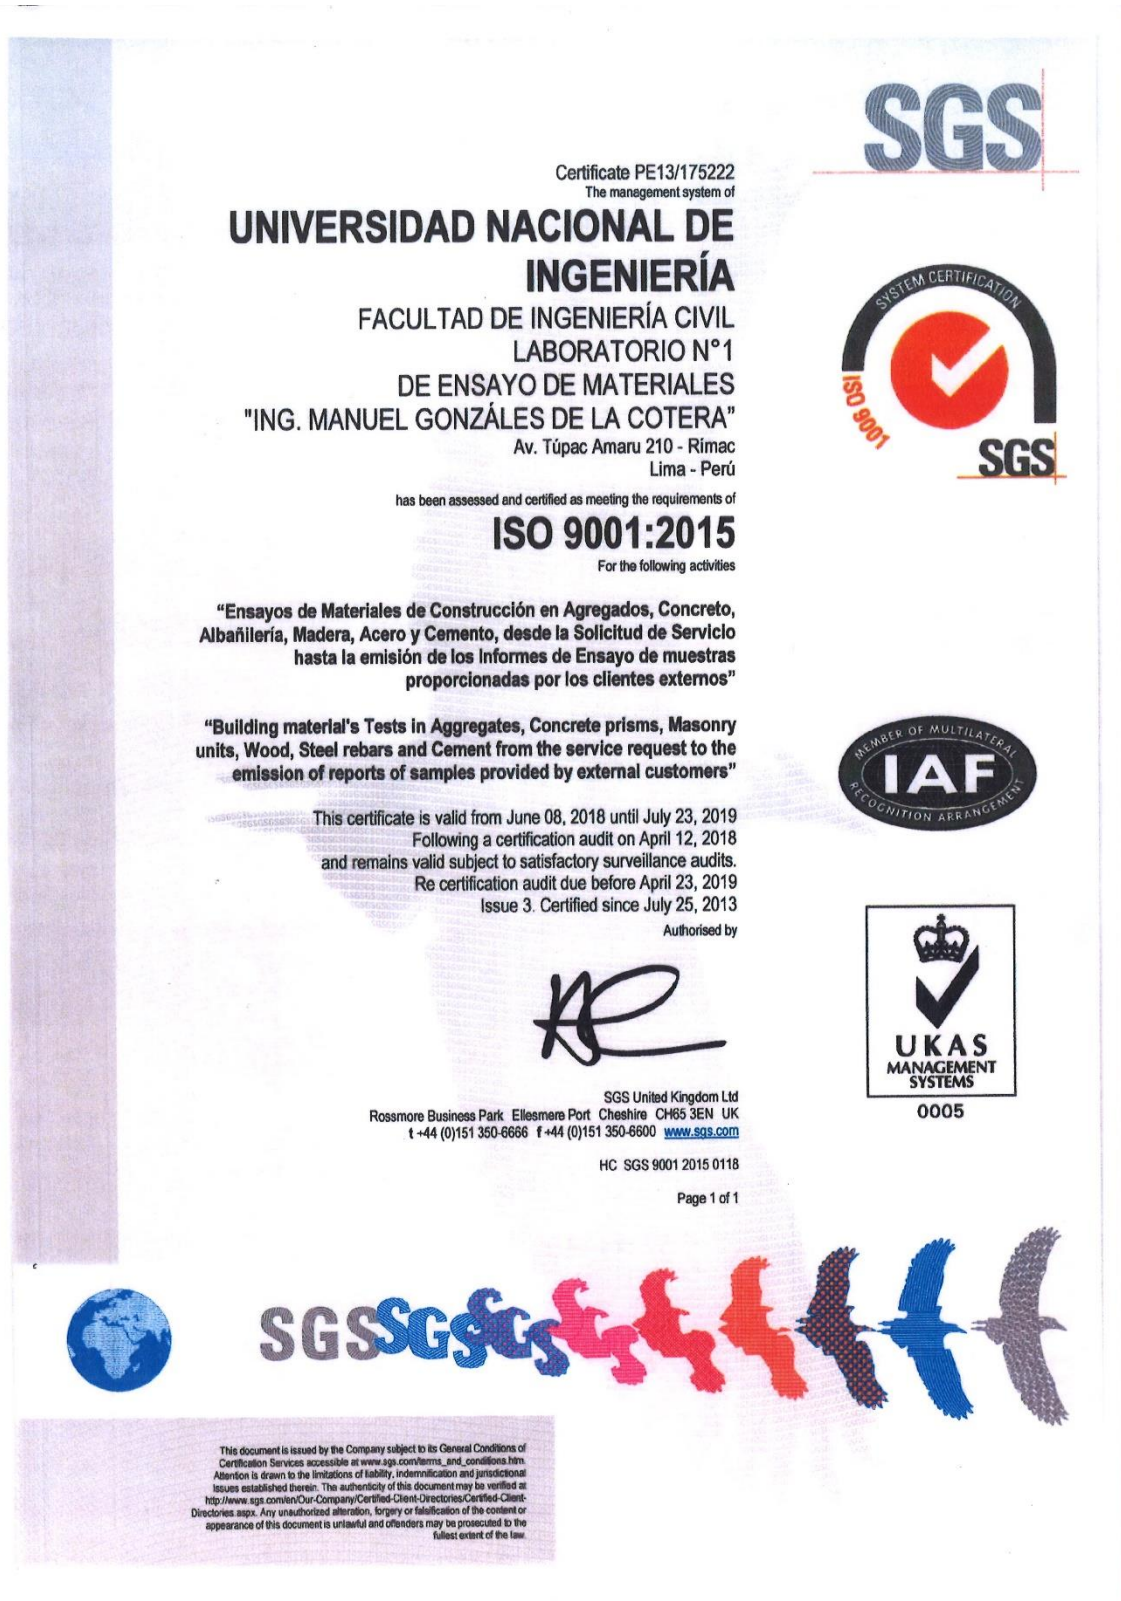 SGS
Certificate PE13/175222
The management system of
UNIVERSIDAD NACIONAL DE
INGENIERÍA
FACULTAD DE INGENIERÍA CIVIL
LABORATORIO N°1
DE ENSAYO DE MATERIALES
"ING. MANUEL GONZÁLES DE LA COTERA"
Av. Túpac Amaru 210 - Rímac
Lima - Perú
has been assessed and certified as meeting the requirements of
ISO 9001:2015
For the following activities
SYSTEM CERTIFICATION
ISO 9001
SGS
“Ensayos de Materiales de Construcción en Agregados, Concreto,
Albañilería, Madera, Acero y Cemento, desde la Solicitud de Servicio
hasta la emisión de los Informes de Ensayo de muestras
proporcionadas por los clientes externos”
“Building material's Tests in Aggregates, Concrete prisms, Masonry
units, Wood, Steel rebars and Cement from the service request to the
emission of reports of samples provided by external customers”
MEMBER OF MULTILATERAL
IAF
RECOGNITION ARRANGEMENT
This certificate is valid from June 08, 2018 until July 23, 2019
Following a certification audit on April 12, 2018
and remains valid subject to satisfactory surveillance audits.
Re certification audit due before April 23, 2019
Issue 3. Certified since July 25, 2013
Authorised by
UKAS
MANAGEMENT
SYSTEMS
0005
SGS United Kingdom Ltd
Rossmore Business Park Ellesmere Port Cheshire CH65 3EN UK
t +44 (0)151 350-6666 f +44 (0)151 350-6600 www.sgs.com
HC SGS 9001 2015 0118
Page 1 of 1
SGSSGSSGS
This document is issued by the Company subject to its General Conditions of
Certification Services accessible at www.sgs.com/terms_and_conditions.htm.
Attention is drawn to the limitations of liability, indemnification and jurisdictional
issues established therein. The authenticity of this document may be verified at
http://www.sgs.com/en/Our-Company/Certified-Client-Directories/Certified-Client-
Directories.aspx. Any unauthorized alteration, forgery or falsification of the content or
appearance of this document is unlawful and offenders may be prosecuted to the
fullest extent of the law.